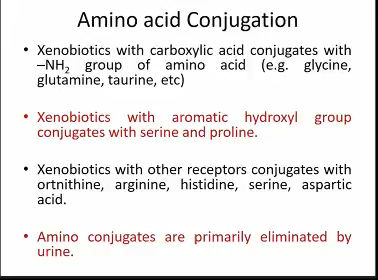 Amino acid Conjugation
• Xenobiotics with carboxylic acid conjugates with
–NH2 group of amino acid (e.g. glycine,
glutamine, taurine, etc)
• Xenobiotics with aromatic hydroxyl group
conjugates with serine and proline.
• Xenobiotics with other receptors conjugates with
ortnithine, arginine, histidine, serine, aspartic
acid.
• Amino conjugates are primarily eliminated by
urine.